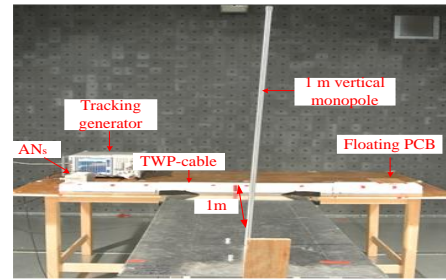 1 m vertical
monopole
Tracking
generator
ANs
TWP-cable
Floating PCB
1m